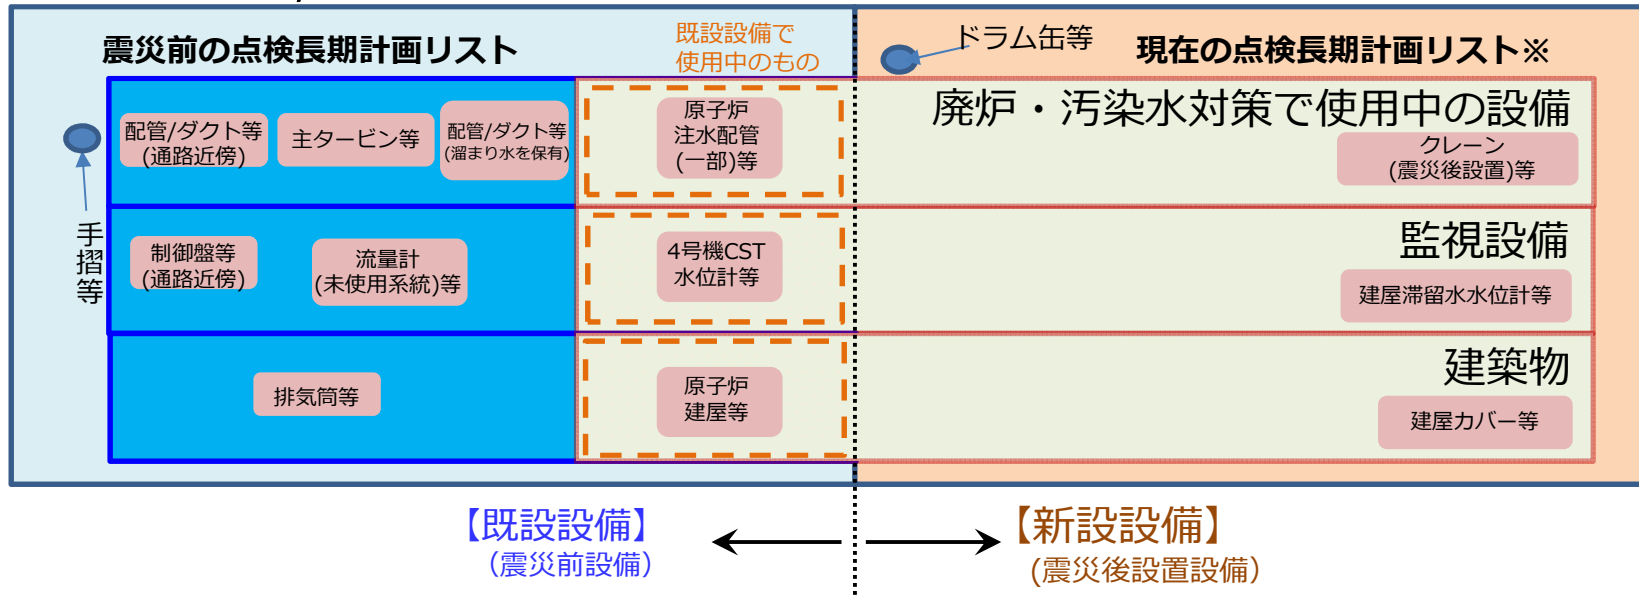 震災前の点検長期計画リスト
既設設備で
使用中のもの
ドラム缶等
現在の点検長期計画リスト※
手摺等
配管/ダクト等
(通路近傍)
主タービン等
配管/ダクト等
(溜まり水を保有)
原子炉
注水配管
(一部)等
廃炉・汚染水対策で使用中の設備
クレーン
(震災後設置)等
制御盤等
(通路近傍)
流量計
(未使用系統)等
4号機CST
水位計等
監視設備
建屋滞留水水位計等
排気筒等
原子炉
建屋等
建築物
建屋カバー等
【既設設備】
（震災前設備）
【新設設備】
(震災後設置設備）